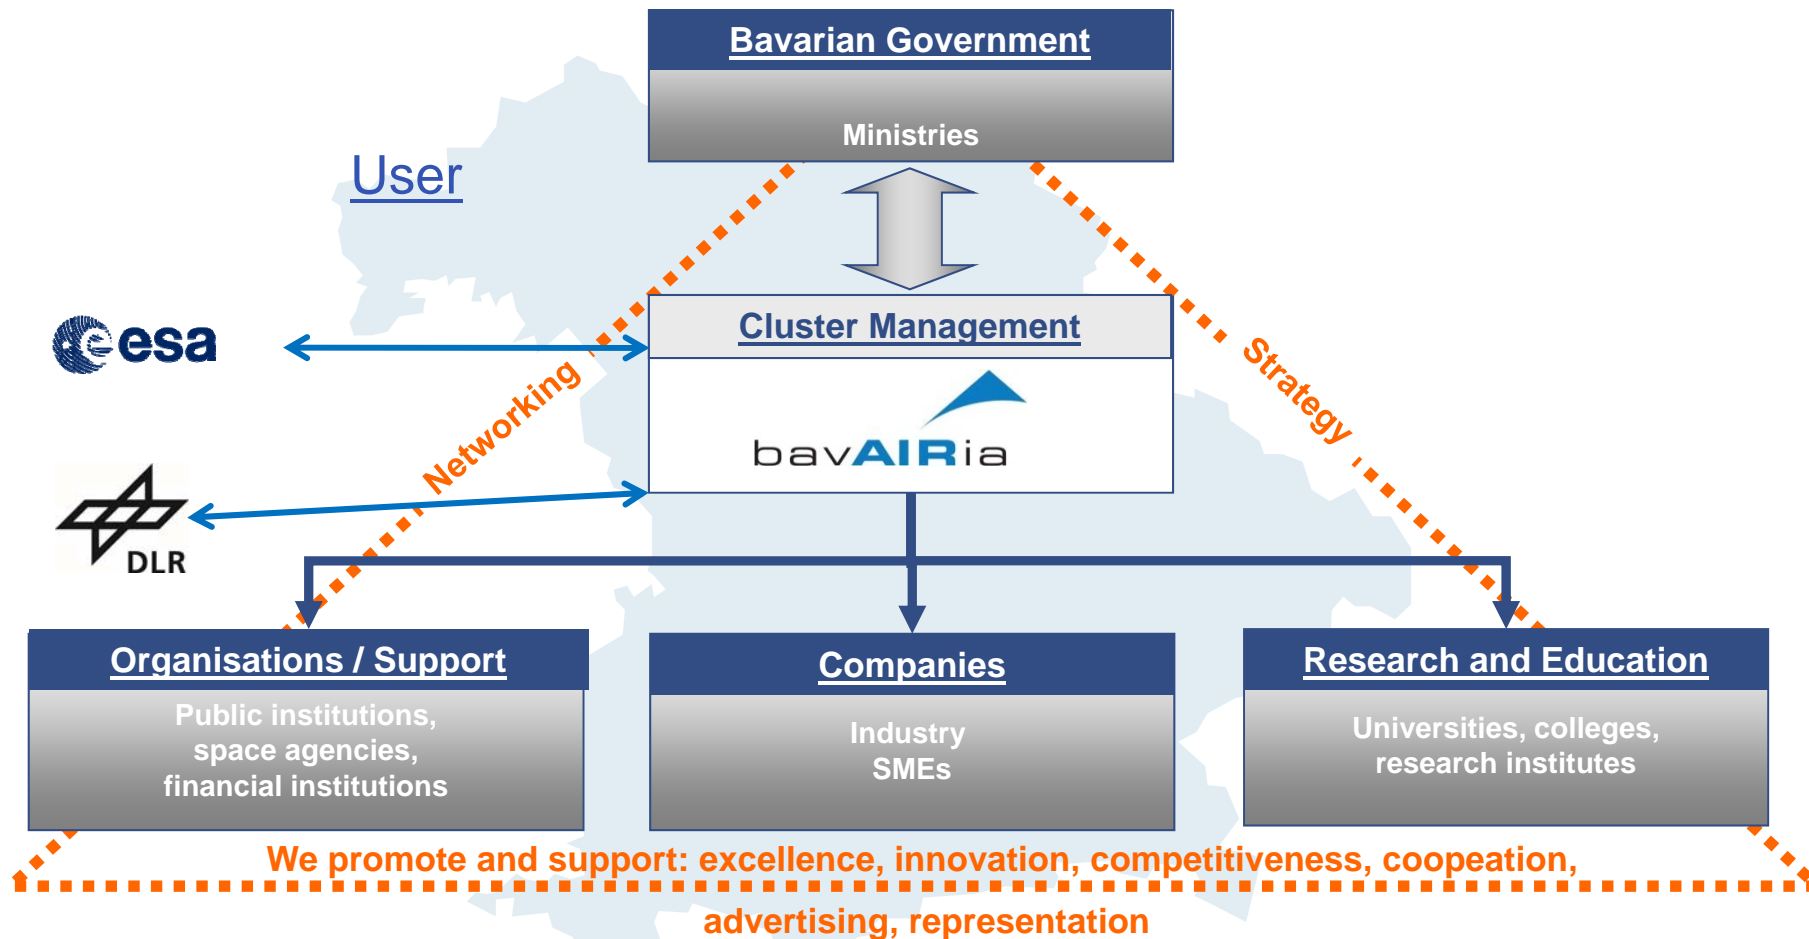 Bavarian Government
Ministries
User
esa
Cluster Management
Networking
Strategy
bavAIRia
DLR
Organisations / Support
Public institutions,
space agencies,
financial institutions
Companies
Industry
SMEs
Research and Education
Universities, colleges,
research institutes
We promote and support: excellence, innovation, competitiveness, coopeation,
advertising, representation